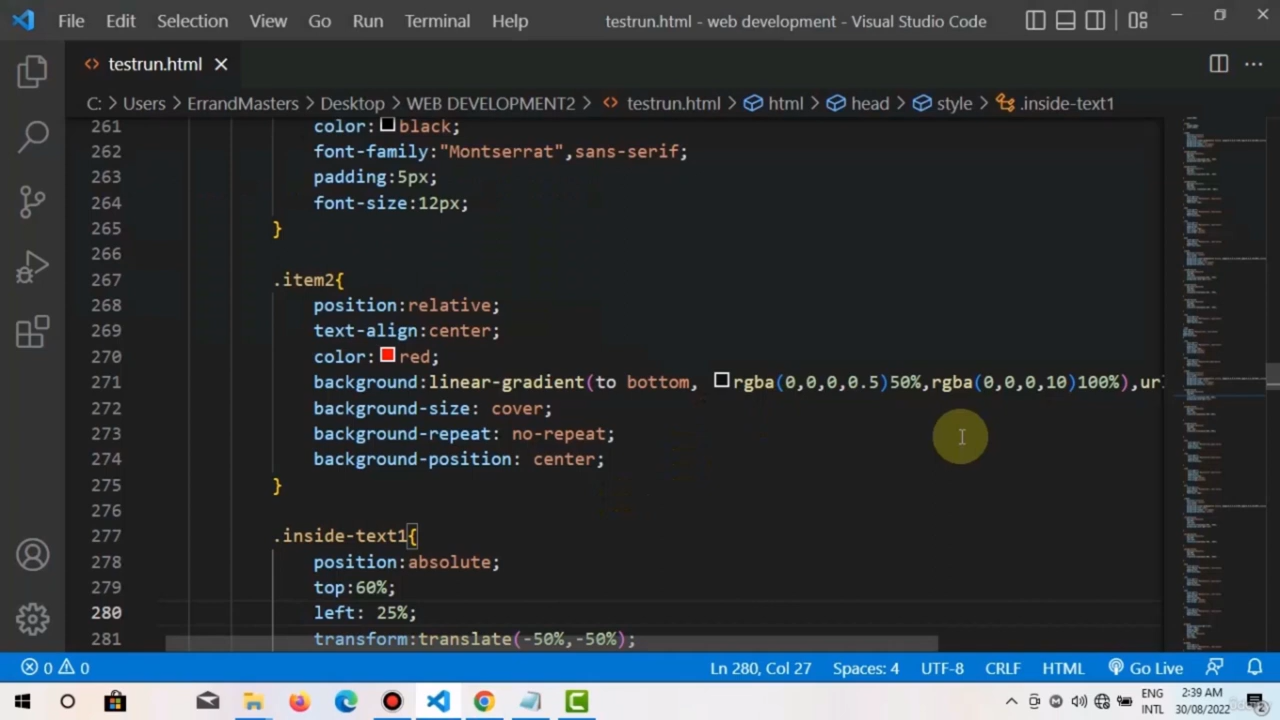 File Edit Selection View Go Run Terminal Help testrun.html - web development - Visual Studio Code
testrun.html
C: > Users > ErrandMasters > Desktop > WEB DEVELOPMENT2 > testrun.html > html > head > style > .inside-text1
261 color: black;
262 font-family:"Montserrat",sans-serif;
263 padding:5px;
264 font-size:12px;
265 }
266
267 .item2{
268 position:relative;
269 text-align:center;
270 color: red;
271 background:linear-gradient(to bottom, rgba(0,0,0,0.5)50%,rgba(0,0,0,10)100%),url
272 background-size: cover;
273 background-repeat: no-repeat;
274 background-position: center;
275 }
276
277 .inside-text1{
278 position:absolute;
279 top:60%;
280 left: 25%;
281 transform:translate(-50%,-50%);
0 0 Ln 280, Col 27 Spaces: 4 UTF-8 CRLF HTML Go Live
ENG 2:39 AM
INTL 30/08/2022